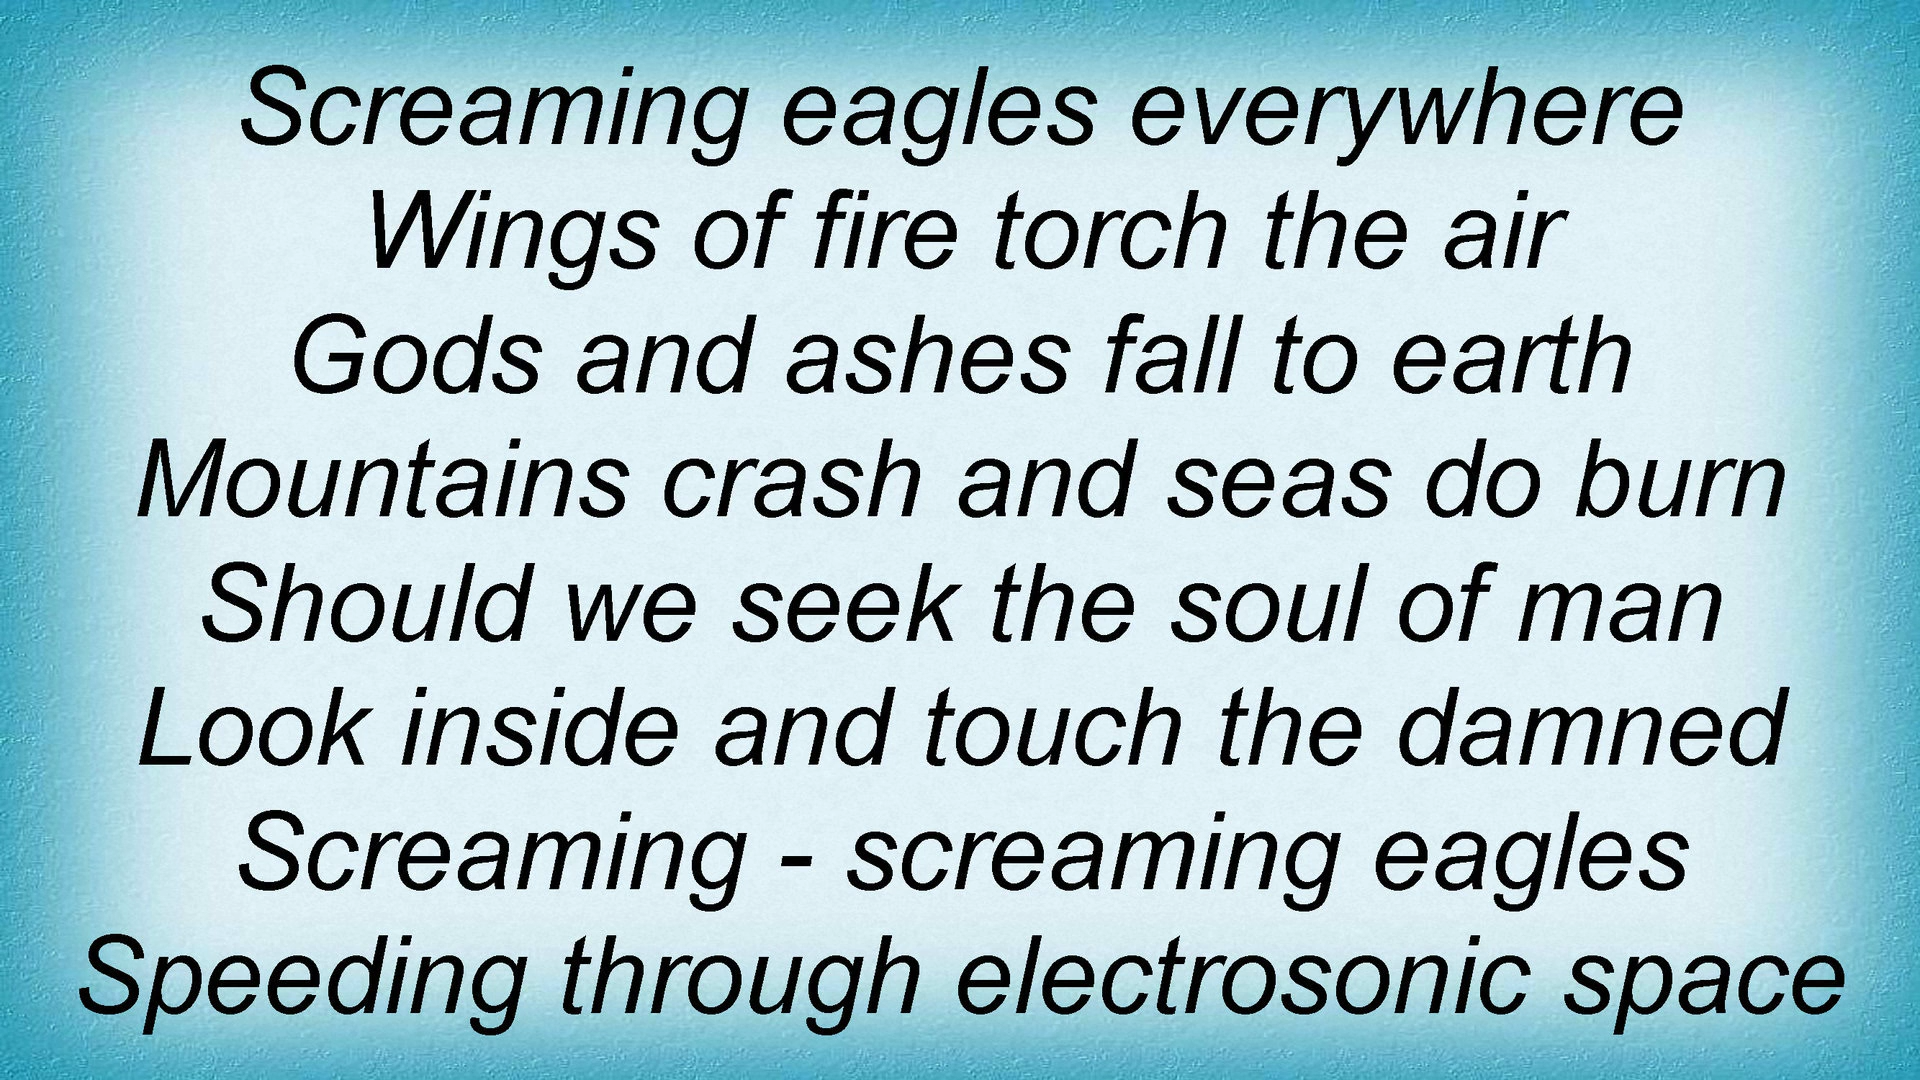 Screaming eagles everywhere
Wings of fire torch the air
Gods and ashes fall to earth
Mountains crash and seas do burn
Should we seek the soul of man
Look inside and touch the damned
Screaming - screaming eagles
Speeding through electrosonic space